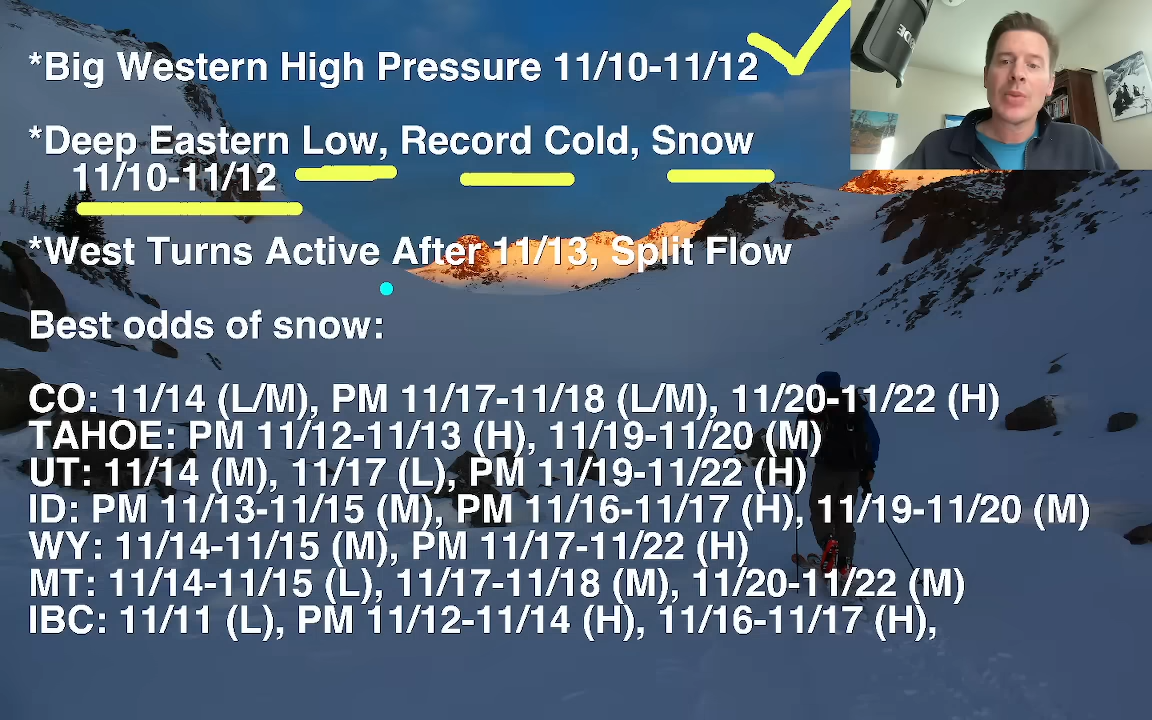 *Big Western High Pressure 11/10-11/12
*Deep Eastern Low, Record Cold, Snow
11/10-11/12
*West Turns Active After 11/13, Split Flow
Best odds of snow:
CO: 11/14 (L/M), PM 11/17-11/18 (L/M), 11/20-11/22 (H)
TAHOE: PM 11/12-11/13 (H), 11/19-11/20 (M)
UT: 11/14 (M), 11/17 (L), PM 11/19-11/22 (H)
ID: PM 11/13-11/15 (M), PM 11/16-11/17 (H), 11/19-11/20 (M)
WY: 11/14-11/15 (M), PM 11/17-11/22 (H)
MT: 11/14-11/15 (L), 11/17-11/18 (M), 11/20-11/22 (M)
IBC: 11/11 (L), PM 11/12-11/14 (H), 11/16-11/17 (H),
RODE